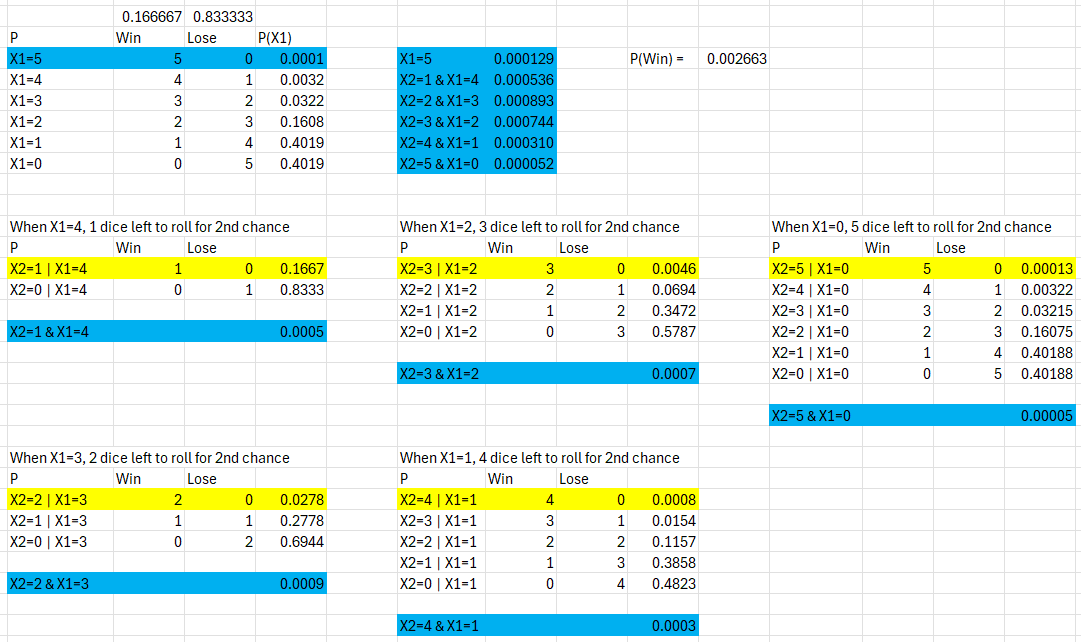 0.166667 0.833333
P Win Lose P(X1)
X1=5 5 0 0.0001 X1=5 0.000129 P(Win) = 0.002663
X1=4 4 1 0.0032 X2=1 & X1=4 0.000536
X1=3 3 2 0.0322 X2=2 & X1=3 0.000893
X1=2 2 3 0.1608 X2=3 & X1=2 0.000744
X1=1 1 4 0.4019 X2=4 & X1=1 0.000310
X1=0 0 5 0.4019 X2=5 & X1=0 0.000052
When X1=4, 1 dice left to roll for 2nd chance When X1=2, 3 dice left to roll for 2nd chance When X1=0, 5 dice left to roll for 2nd chance
P Win Lose P Win Lose P Win Lose
X2=1 | X1=4 1 0 0.1667 X2=3 | X1=2 3 0 0.0046 X2=5 | X1=0 5 0 0.00013
X2=0 | X1=4 0 1 0.8333 X2=2 | X1=2 2 1 0.0694 X2=4 | X1=0 4 1 0.00322
X2=1 | X1=2 1 2 0.3472 X2=3 | X1=0 3 2 0.03215
X2=1 & X1=4 0.0005 X2=0 | X1=2 0 3 0.5787 X2=2 | X1=0 2 3 0.16075
X2=1 | X1=0 1 4 0.40188
X2=3 & X1=2 0.0007 X2=0 | X1=0 0 5 0.40188
X2=5 & X1=0 0.00005
When X1=3, 2 dice left to roll for 2nd chance When X1=1, 4 dice left to roll for 2nd chance
P Win Lose P Win Lose
X2=2 | X1=3 2 0 0.0278 X2=4 | X1=1 4 0 0.0008
X2=1 | X1=3 1 1 0.2778 X2=3 | X1=1 3 1 0.0154
X2=0 | X1=3 0 2 0.6944 X2=2 | X1=1 2 2 0.1157
X2=1 | X1=1 1 3 0.3858
X2=2 & X1=3 0.0009 X2=0 | X1=1 0 4 0.4823
X2=4 & X1=1 0.0003